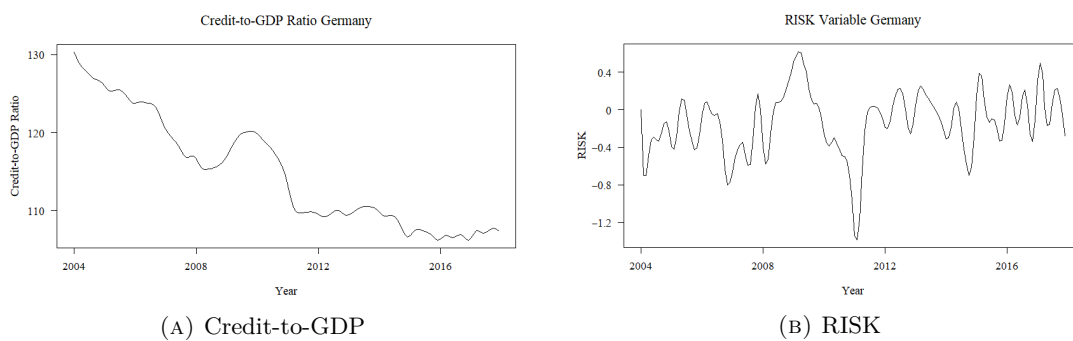 Credit-to-GDP Ratio Germany
130
120
110
Credit-to-GDP Ratio
2004 2008 2012 2016
Year
(A) Credit-to-GDP
RISK Variable Germany
0.4
0
−0.4
−0.8
−1.2
RISK
2004 2008 2012 2016
Year
(B) RISK